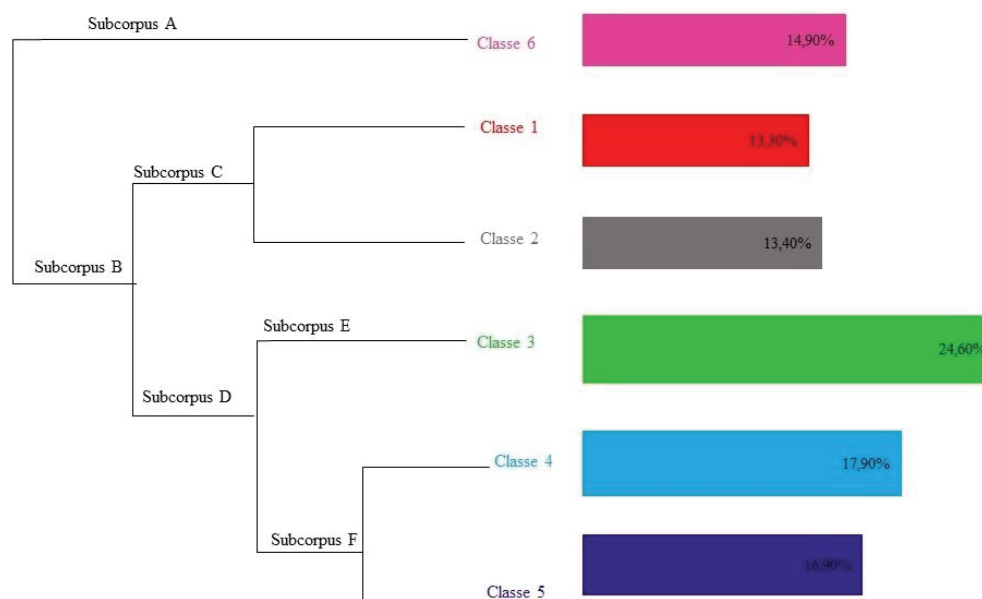 Subcorpus A
Classe 6
14,90%
Classe 1
13,30%
Subcorpus C
Classe 2
13,40%
Subcorpus B
Subcorpus E
Classe 3
24,60%
Subcorpus D
Classe 4
17,90%
Subcorpus F
Classe 5
16,90%